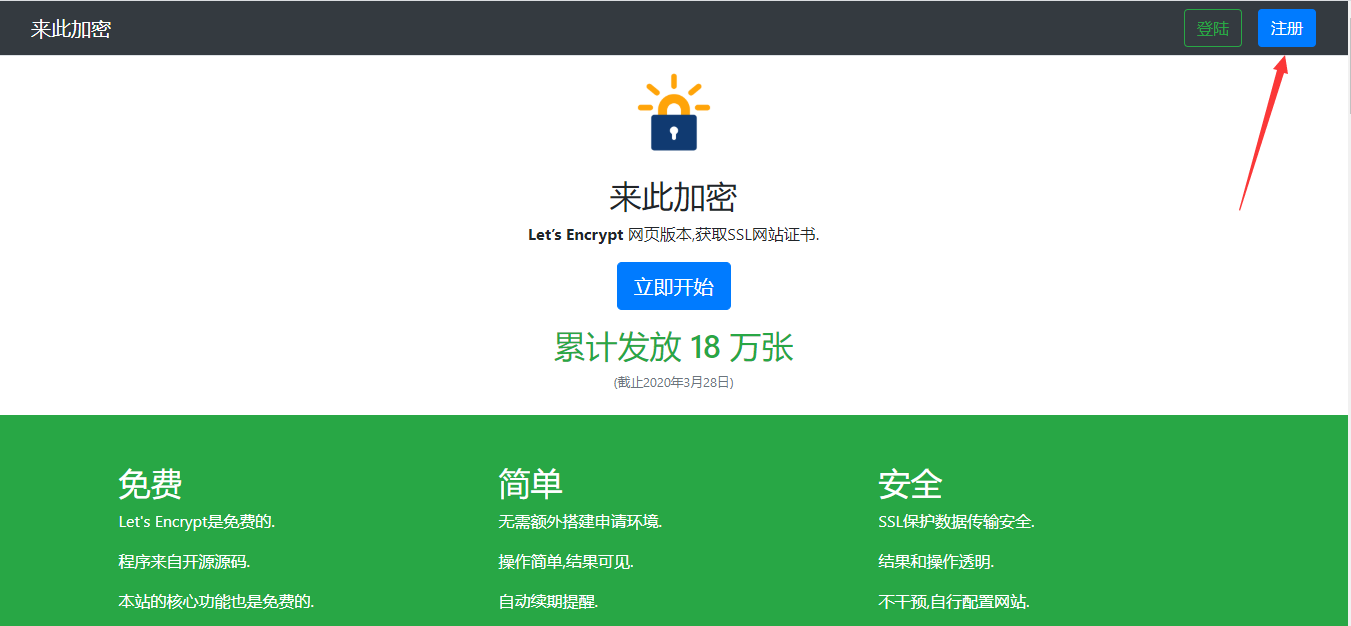 来此加密
登陆
注册
来此加密
Let's Encrypt 网页版本,获取SSL网站证书.
立即开始
累计发放 18 万张
(截止2020年3月28日)
免费
Let's Encrypt是免费的.
程序来自开源源码.
本站的核心功能也是免费的.
简单
无需额外搭建申请环境.
操作简单,结果可见.
自动续期提醒.
安全
SSL保护数据传输安全.
结果和操作透明.
不干预,自行配置网站.